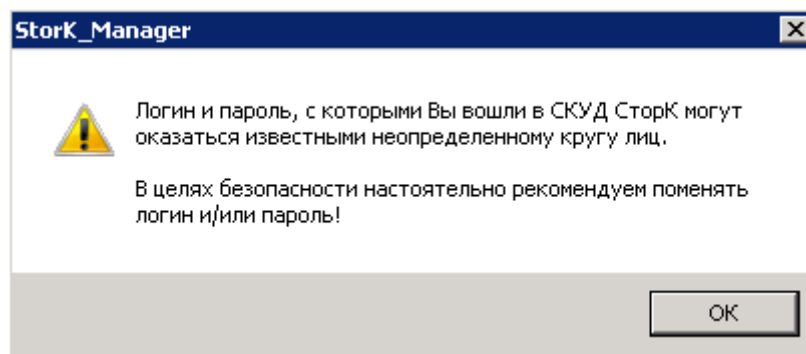 StorK_Manager
Логин и пароль, с которыми Вы вошли в СКУД СторК могут
оказаться известными неопределенному кругу лиц.
В целях безопасности настоятельно рекомендуем поменять
логин и/или пароль!
ОК